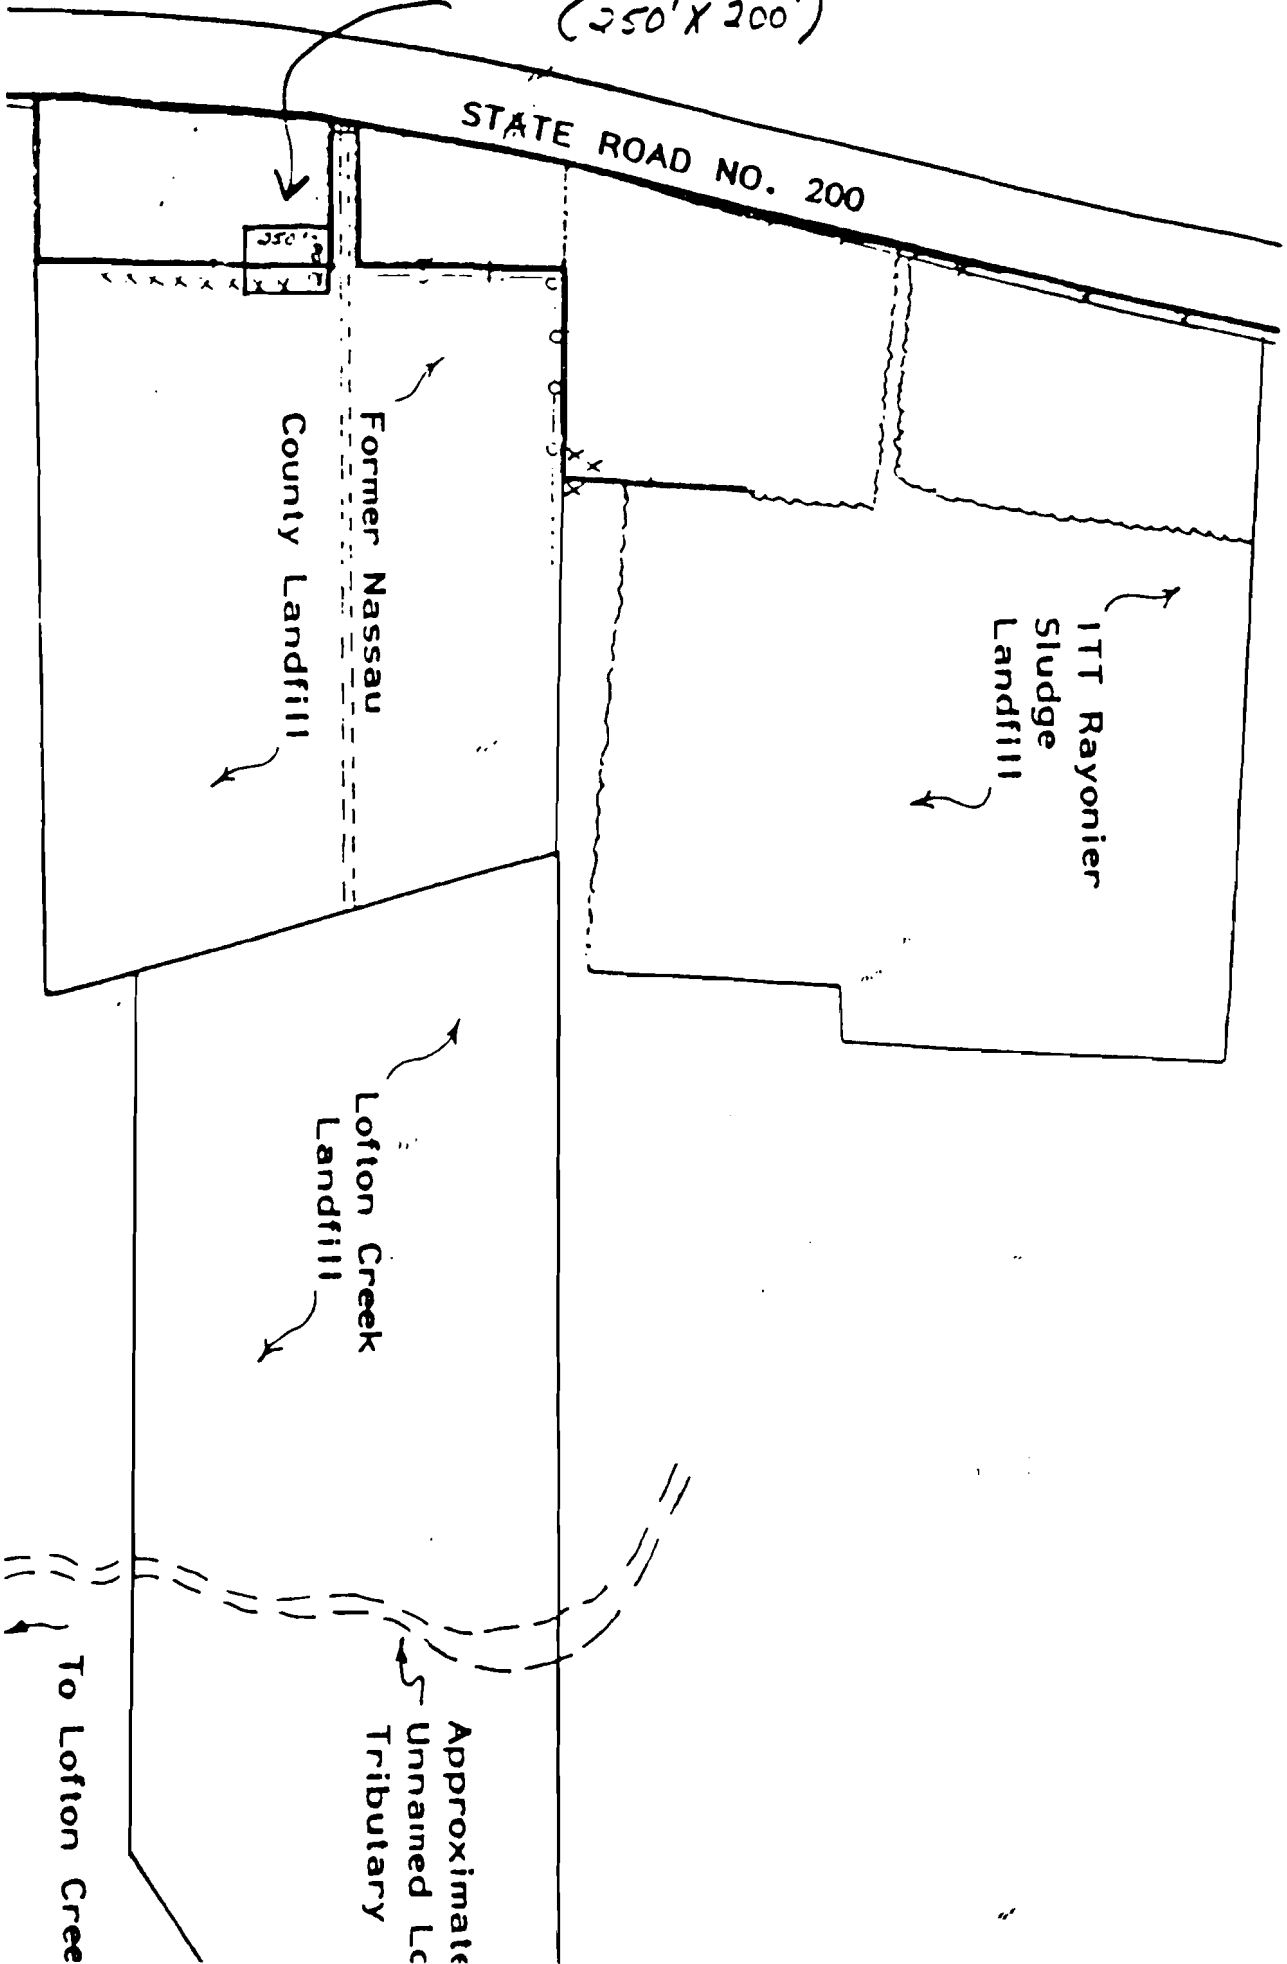 (250' X 200')
STATE ROAD NO. 200
250'
Former Nassau
County Landfill
ITT Rayonier
Sludge
Landfill
Lofton Creek
Landfill
Approximate
Unnamed Lo
Tributary
To Lofton Cree